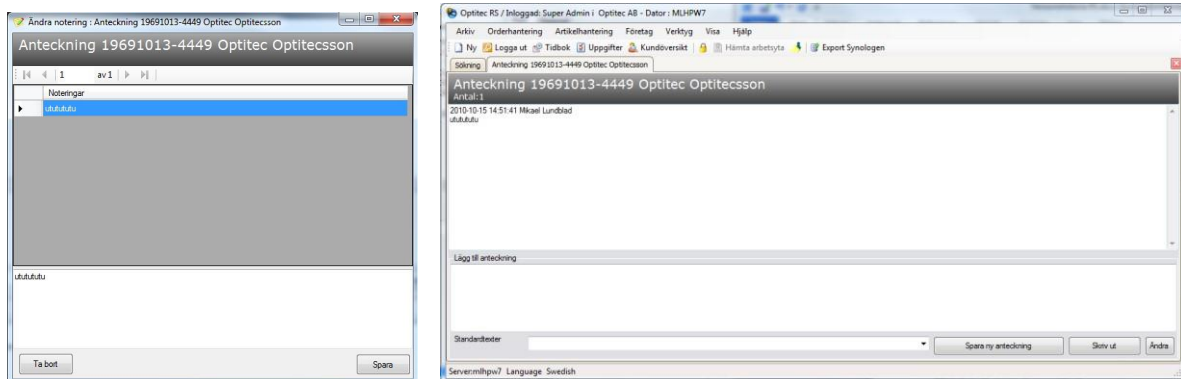 Ändra notering : Anteckning 19691013-4449 Optitec Optitecsson
Anteckning 19691013-4449 Optitec Optitecsson
1 av 1
Noteringar
utututututu
utututututu
Ta bort Spara
Optitec RS / Inloggad: Super Admin i Optitec AB - Dator : MLHPW7
Arkiv Orderhantering Artikelhantering Företag Verktyg Visa Hjälp
Ny Logga ut Tidbok Uppgifter Kundöversikt Hämta arbetsyta Export Synologen
Sökning Anteckning 19691013-4449 Optitec Optitecsson
Anteckning 19691013-4449 Optitec Optitecsson
Antal:1
2010-10-15 14:51:41 Mikael Lundblad
utututututu
Lägg till anteckning
Standardtexter Spara ny anteckning Skriv ut Ändra
Server:mlhpw7 Language Swedish